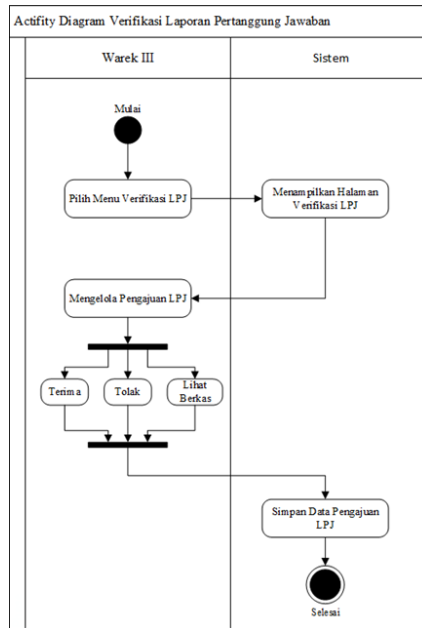 Actifity Diagram Verifikasi Laporan Pertanggung Jawaban
Warek III
Sistem
Mulai
Pilih Menu Verifikasi LPJ
Menampilkan Halaman
Verifikasi LPJ
Mengelola Pengajuan LPJ
Terima
Tolak
Lihat
Berkas
Simpan Data Pengajuan
LPJ
Selesai